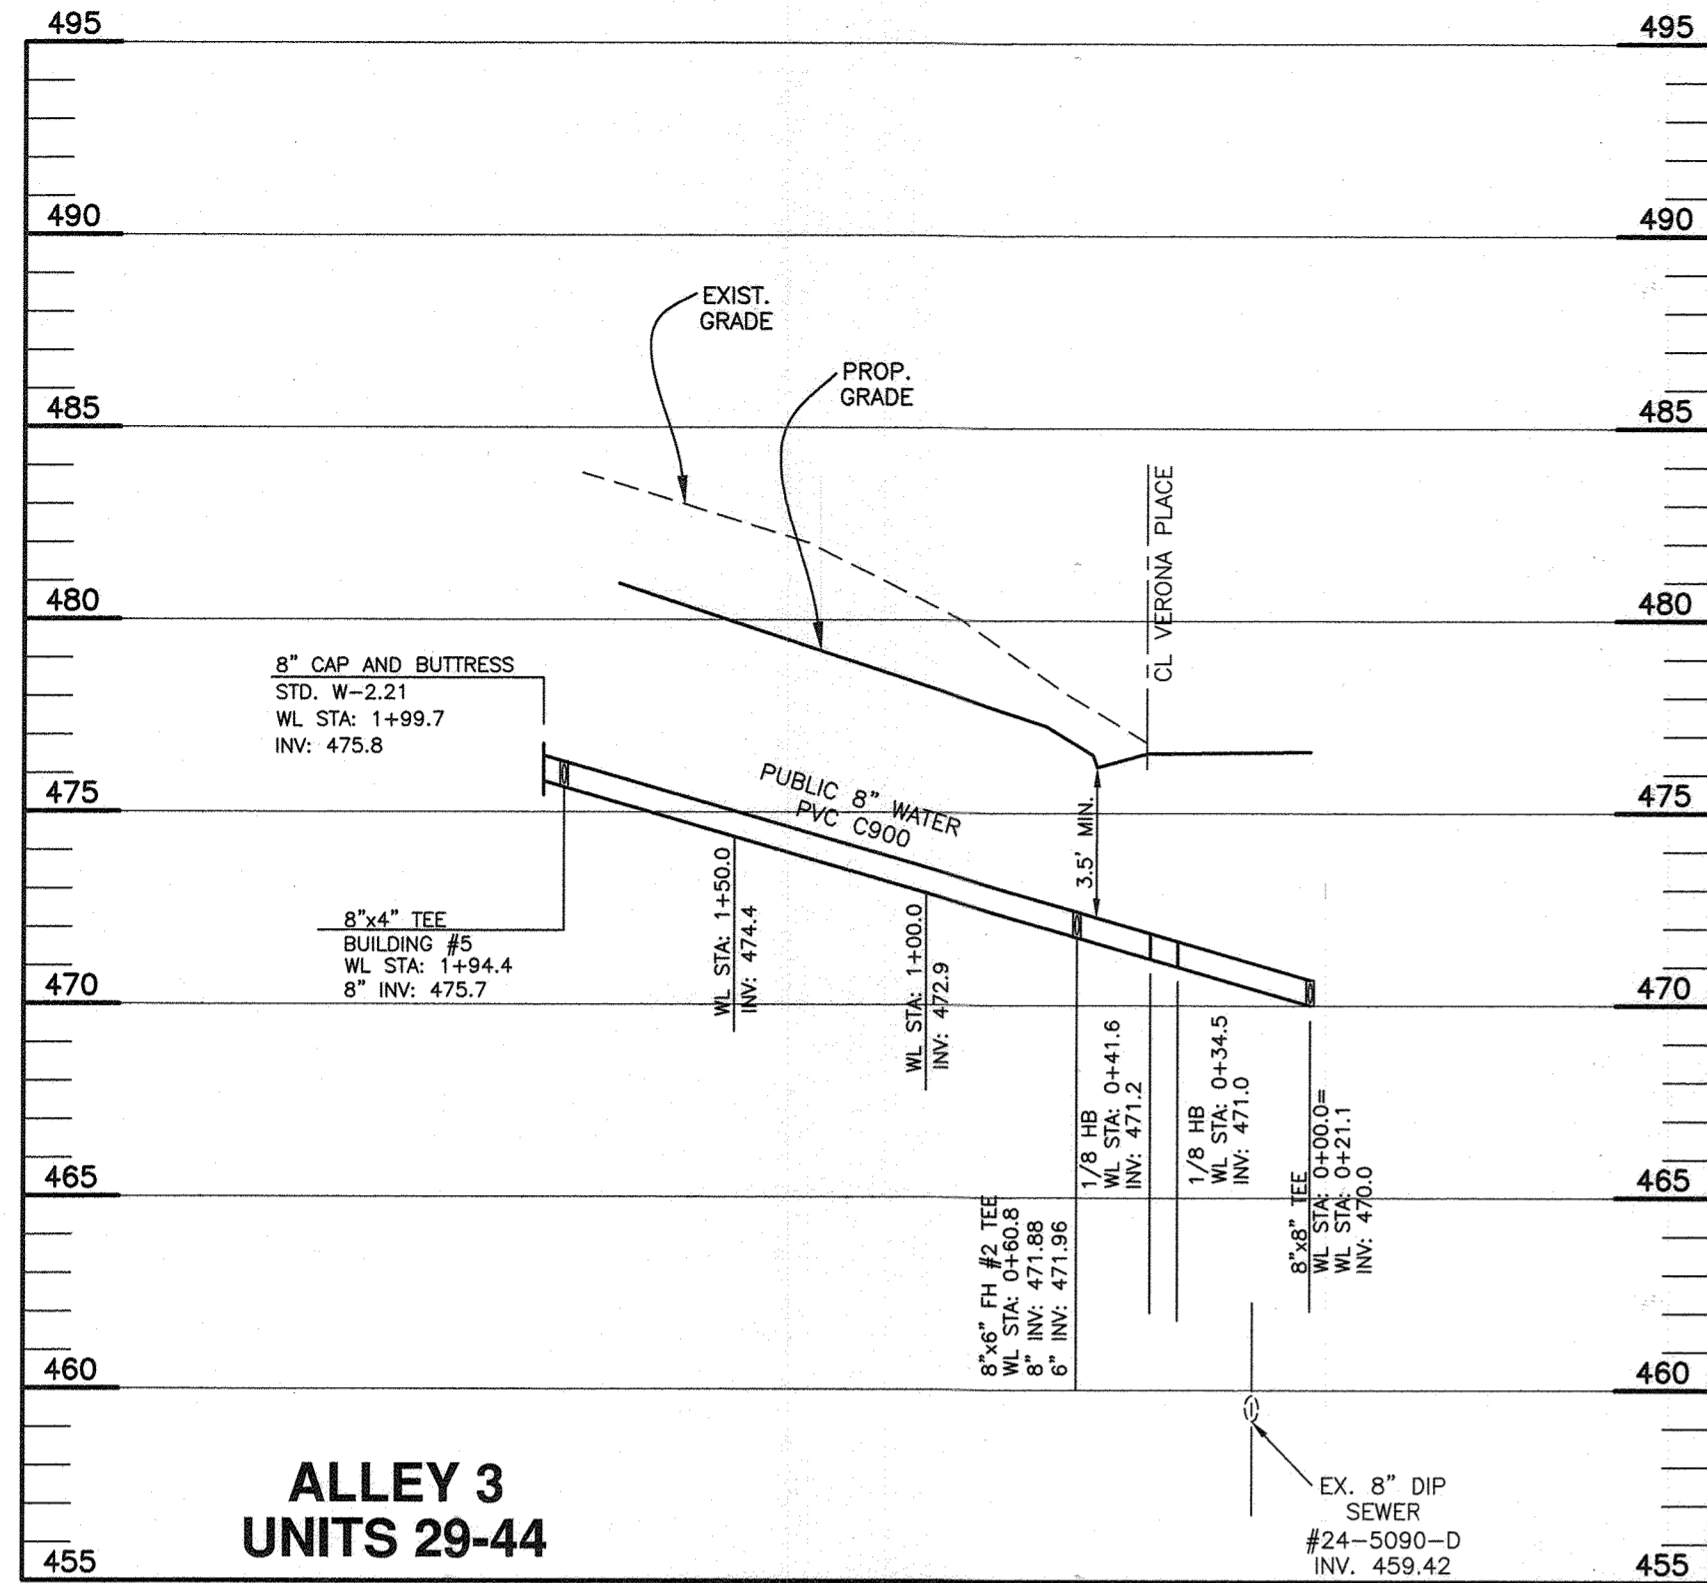 495
495
490
490
EXIST.
GRADE
PROP.
GRADE
485
485
CL VERONA PLACE
480
480
8" CAP AND BUTTRESS
STD. W-2.21
WL STA: 1+99.7
INV: 475.8
PUBLIC 8" WATER
PVC C900
475
475
3.5' MIN.
8"x4" TEE
BUILDING #5
WL STA: 1+94.4
8" INV: 475.7
WL STA: 1+50.0
INV: 474.4
WL STA: 1+00.0
INV: 472.9
470
470
8"x6" FH #2 TEE
WL STA: 0+60.8
8" INV: 471.88
6" INV: 471.96
1/8 HB
WL STA: 0+41.6
INV: 471.2
1/8 HB
WL STA: 0+34.5
INV: 471.0
8"x8" TEE
WL STA: 0+00.0=
WL STA: 0+21.1
INV: 470.0
465
465
460
460
EX. 8" DIP
SEWER
#24-5090-D
INV. 459.42
ALLEY 3
UNITS 29-44
455
455